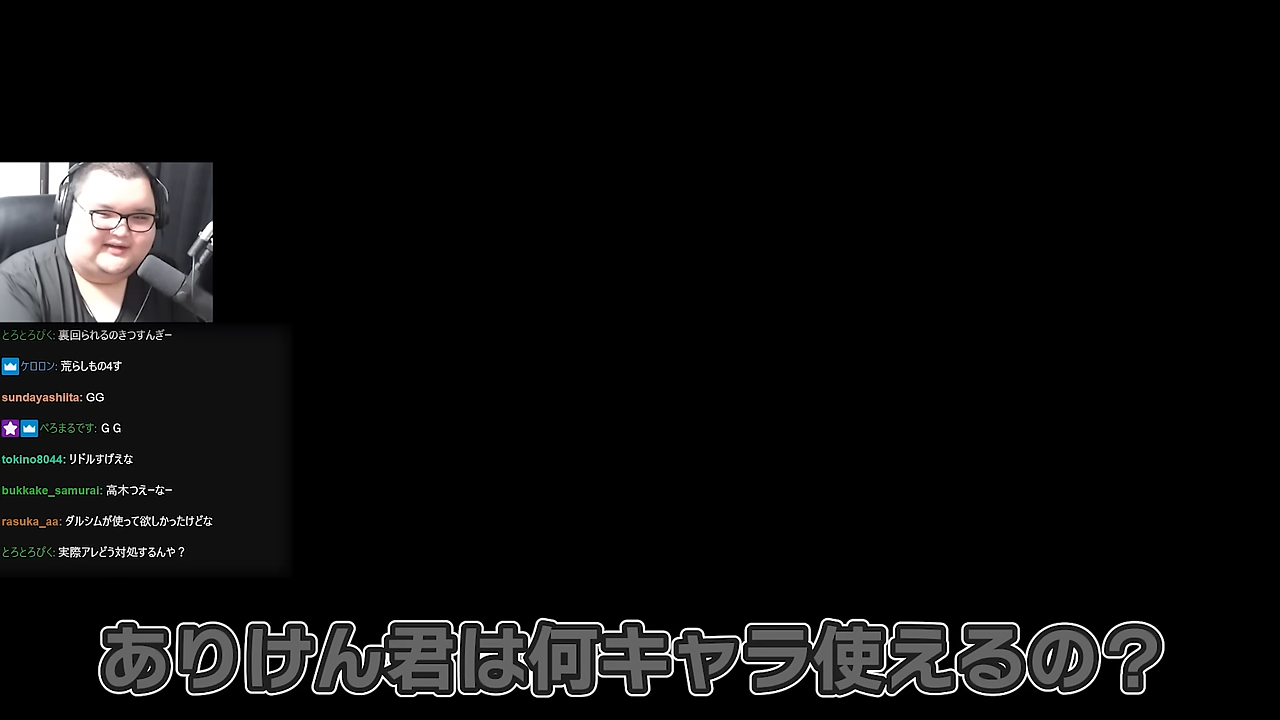 とろとろぴく: 裏回られるのきつすんぎー
ケロロン: 荒らしもの4す
sundayashiita: GG
ぺろまるです: G G
tokino8044: リドルすげえな
bukkake_samurai: 高木つえーなー
rasuka_aa: ダルシムが使って欲しかったけどな
とろとろぴく: 実際アレどう対処するんや？
ありけん君は何キャラ使えるの？